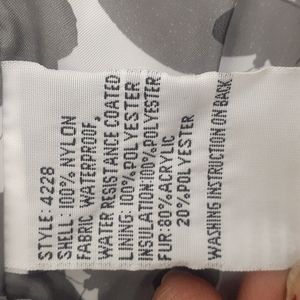 STYLE: 4228
SHELL: 100% NYLON
FABRIC WATERPROOF,
WATER RESISTANCE COATED
LINING: 100% POLYESTER
INSULATION:100%POLYESTER
FUR:80%ACRYLIC
20%POLYESTER
WASHING INSTRUCTION ON BACK